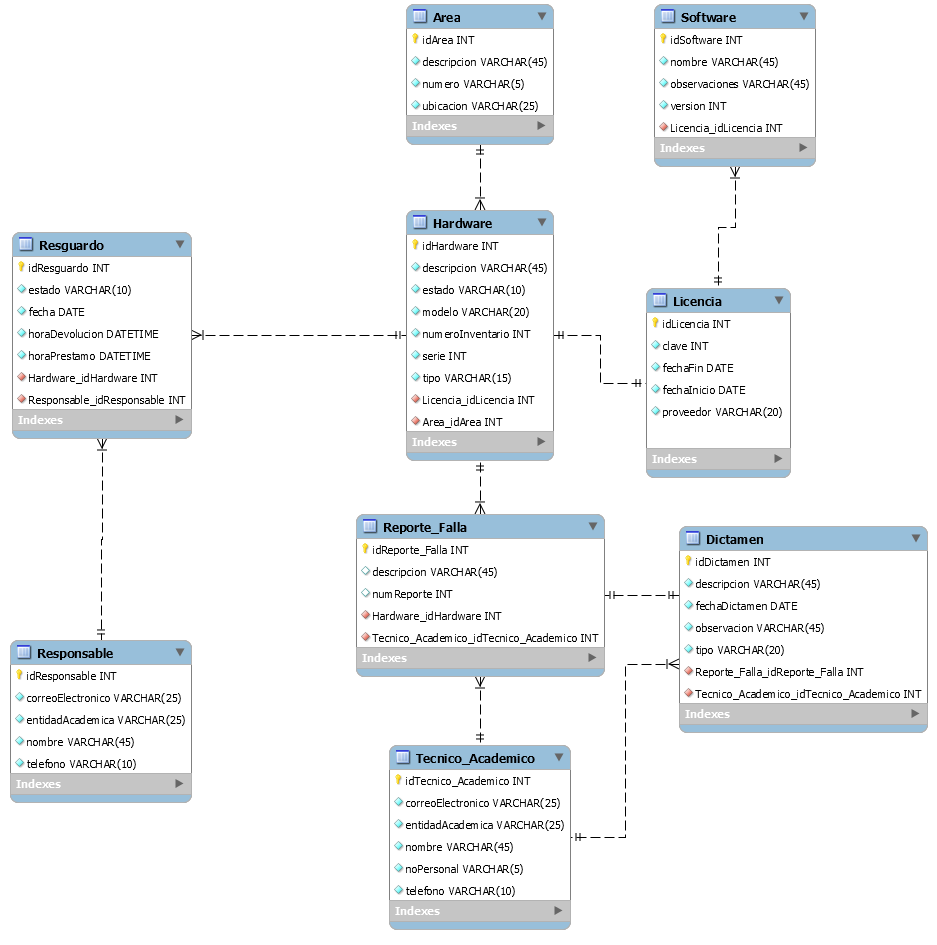 Area
idArea INT
descripcion VARCHAR(45)
numero VARCHAR(5)
ubicacion VARCHAR(25)
Indexes
Software
idSoftware INT
nombre VARCHAR(45)
observaciones VARCHAR(45)
version INT
Licencia_idLicencia INT
Indexes
Resguardo
idResguardo INT
estado VARCHAR(10)
fecha DATE
horaDevolucion DATETIME
horaPrestamo DATETIME
Hardware_idHardware INT
Responsable_idResponsable INT
Indexes
Hardware
idHardware INT
descripcion VARCHAR(45)
estado VARCHAR(10)
modelo VARCHAR(20)
numeroInventario INT
serie INT
tipo VARCHAR(15)
Licencia_idLicencia INT
Area_idArea INT
Indexes
Licencia
idLicencia INT
clave INT
fechaFin DATE
fechaInicio DATE
proveedor VARCHAR(20)
Indexes
Reporte_Falla
idReporte_Falla INT
descripcion VARCHAR(45)
numReporte INT
Hardware_idHardware INT
Tecnico_Academico_idTecnico_Academico INT
Indexes
Dictamen
idDictamen INT
descripcion VARCHAR(45)
fechaDictamen DATE
observacion VARCHAR(45)
tipo VARCHAR(20)
Reporte_Falla_idReporte_Falla INT
Tecnico_Academico_idTecnico_Academico INT
Indexes
Responsable
idResponsable INT
correoElectronico VARCHAR(25)
entidadAcademica VARCHAR(25)
nombre VARCHAR(45)
telefono VARCHAR(10)
Indexes
Tecnico_Academico
idTecnico_Academico INT
correoElectronico VARCHAR(25)
entidadAcademica VARCHAR(25)
nombre VARCHAR(45)
noPersonal VARCHAR(5)
telefono VARCHAR(10)
Indexes